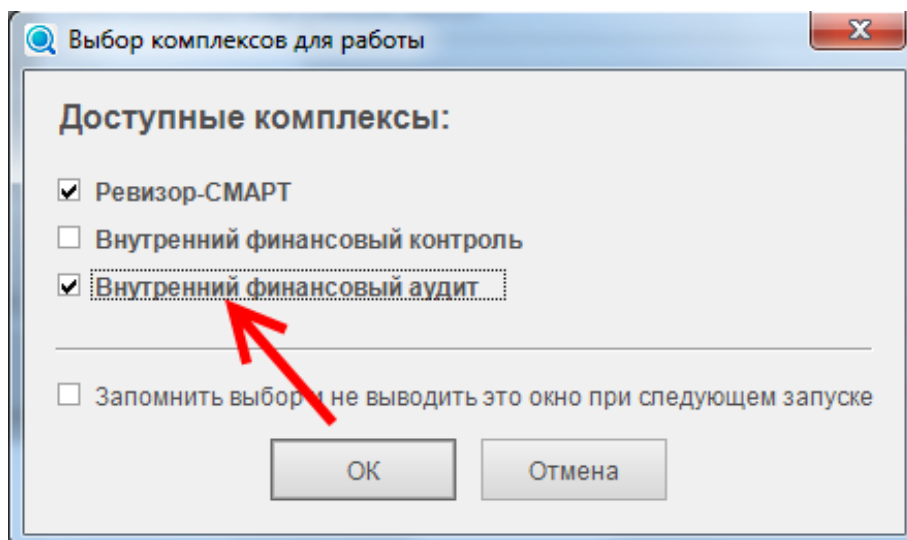 Выбор комплексов для работы
Доступные комплексы:
Ревизор-СМАРТ
Внутренний финансовый контроль
Внутренний финансовый аудит
Запомнить выбор и не выводить это окно при следующем запуске
ОК
Отмена